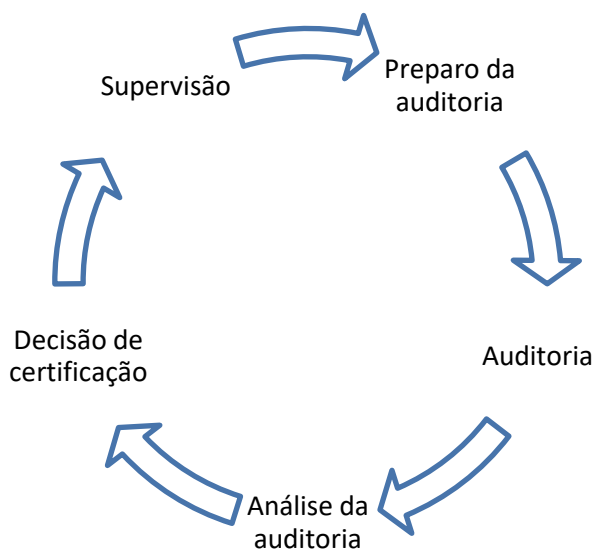 Supervisão
Preparo da
auditoria
Auditoria
Análise da
auditoria
Decisão de
certificação